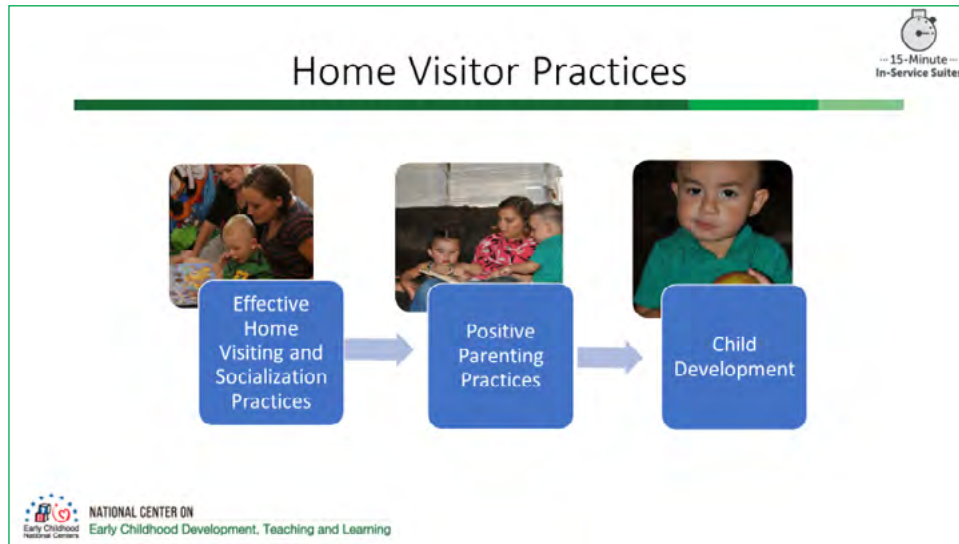 Home Visitor Practices
15-Minute
In-Service Suites
Effective
Home
Visiting and
Socialization
Practices
Positive
Parenting
Practices
Child
Development
Early Childhood
National Centers
NATIONAL CENTER ON
Early Childhood Development, Teaching and Learning